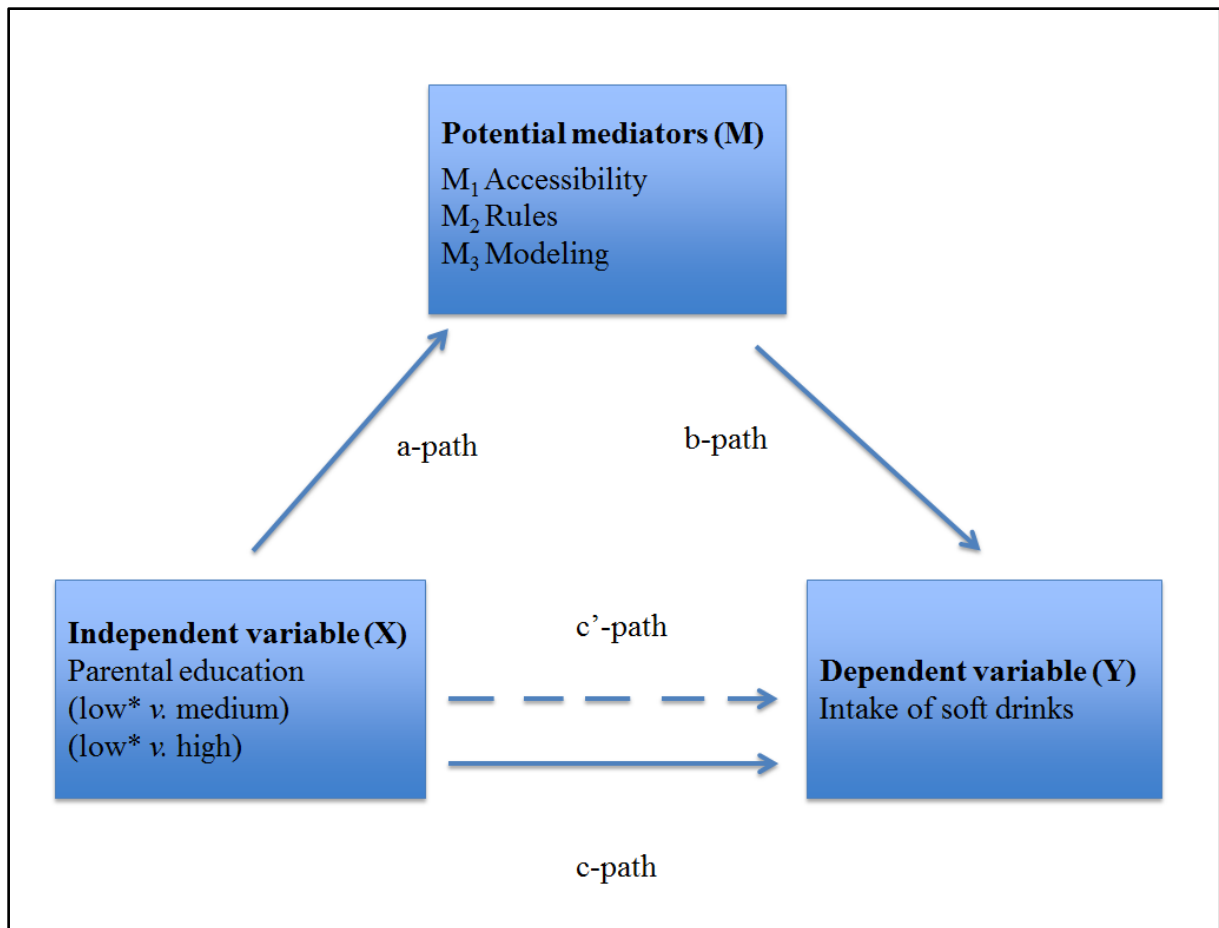 Potential mediators (M)
M₁ Accessibility
M₂ Rules
M₃ Modeling
a-path
b-path
Independent variable (X)
Parental education
(low* v. medium)
(low* v. high)
c’-path
c-path
Dependent variable (Y)
Intake of soft drinks